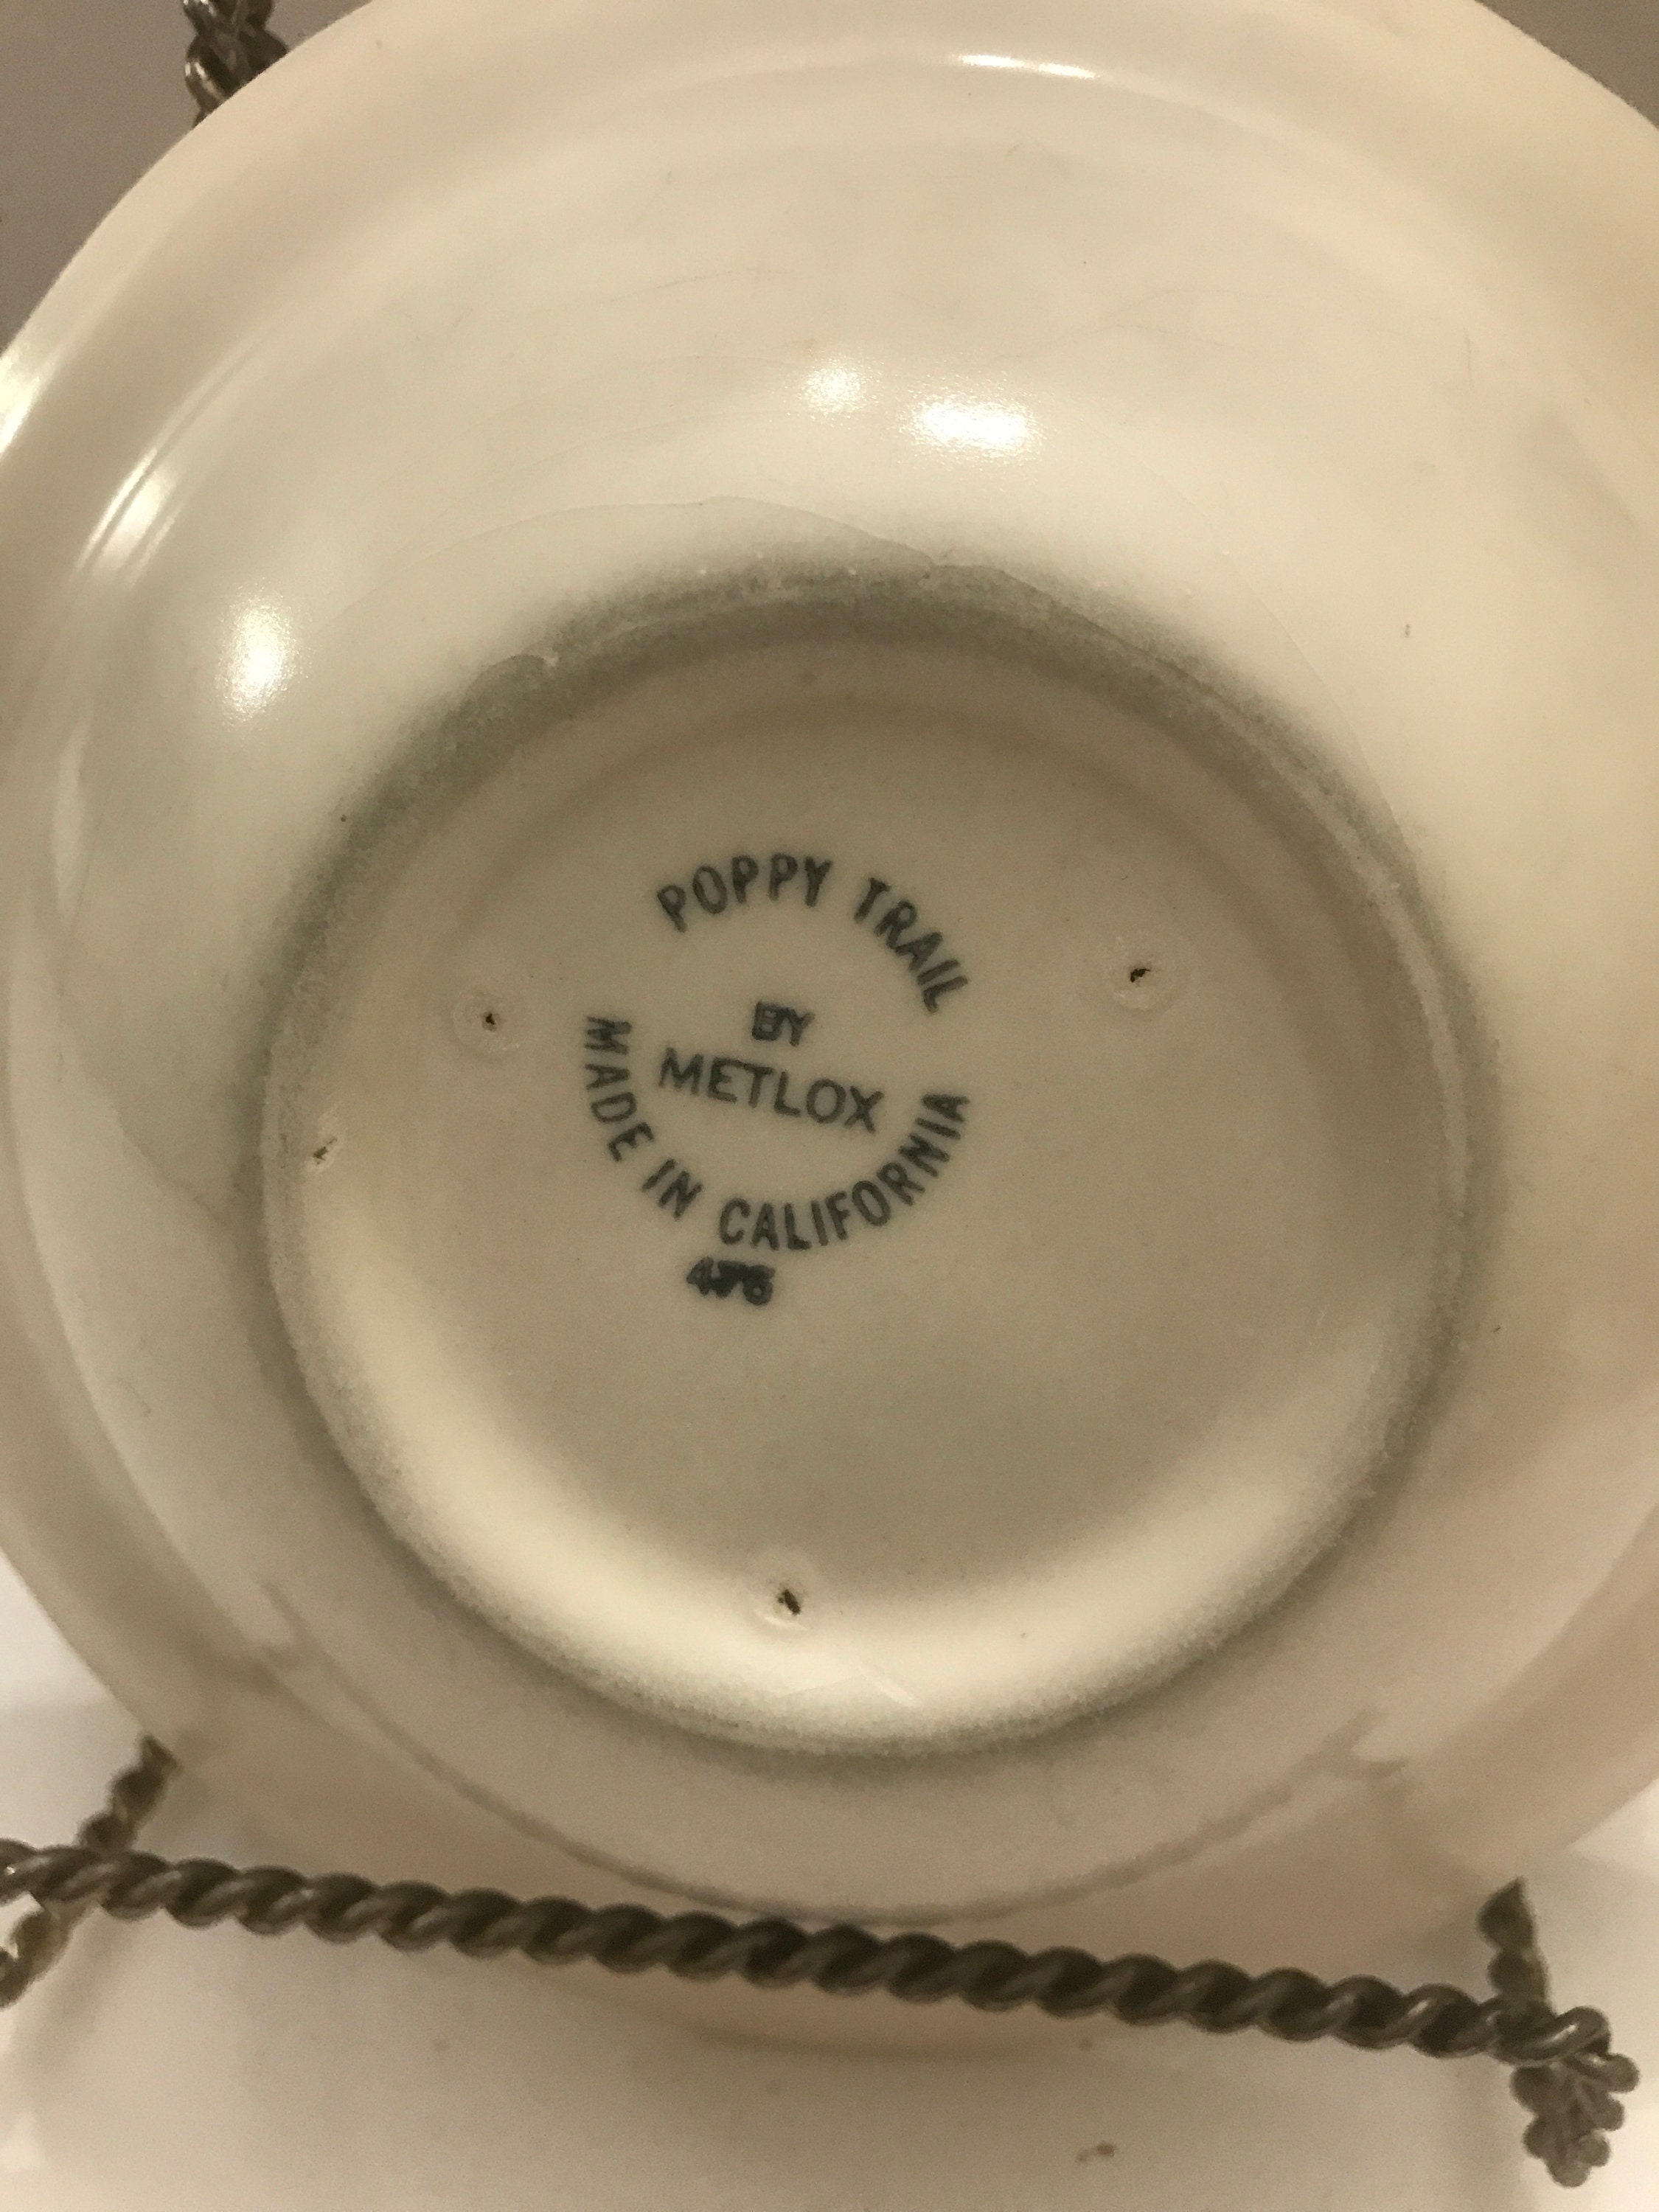 POPPY TRAIL
BY
METLOX
MADE IN CALIFORNIA